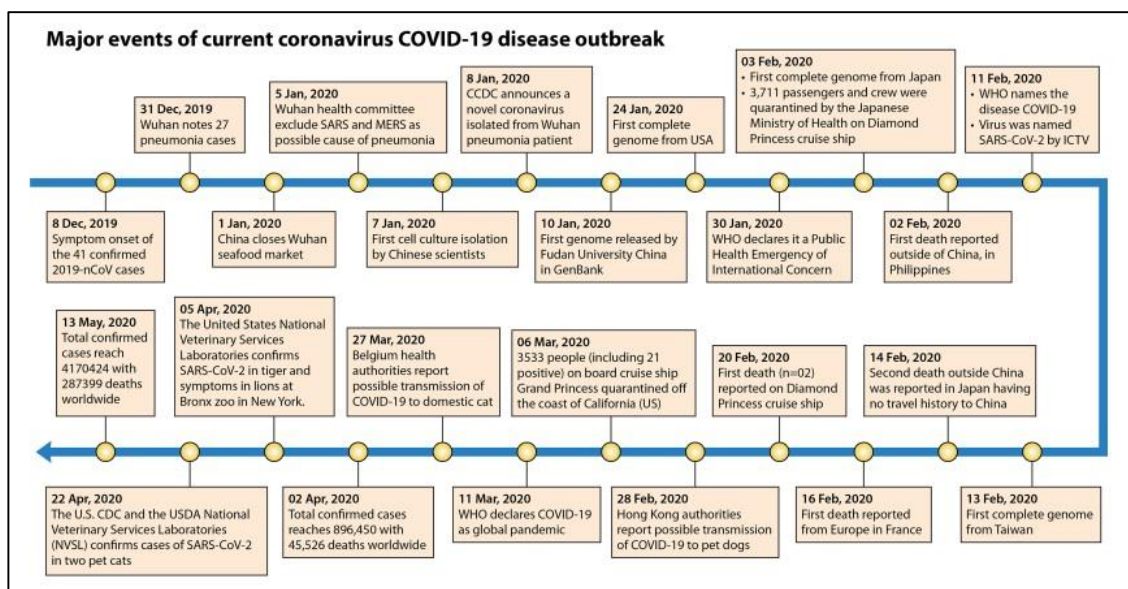 Major events of current coronavirus COVID-19 disease outbreak
8 Dec, 2019
Symptom onset of
the 41 confirmed
2019-nCoV cases
31 Dec, 2019
Wuhan notes 27
pneumonia cases
1 Jan, 2020
China closes Wuhan
seafood market
5 Jan, 2020
Wuhan health committee
exclude SARS and MERS as
possible cause of pneumonia
7 Jan, 2020
First cell culture isolation
by Chinese scientists
8 Jan, 2020
CCDC announces a
novel coronavirus
isolated from Wuhan
pneumonia patient
10 Jan, 2020
First genome released by
Fudan University China
in GenBank
24 Jan, 2020
First complete
genome from USA
30 Jan, 2020
WHO declares it a Public
Health Emergency of
International Concern
03 Feb, 2020
• First complete genome from Japan
• 3,711 passengers and crew were
quarantined by the Japanese
Ministry of Health on Diamond
Princess cruise ship
02 Feb, 2020
First death reported
outside of China, in
Philippines
11 Feb, 2020
• WHO names the
disease COVID-19
• Virus was named
SARS-CoV-2 by ICTV
13 Feb, 2020
First complete genome
from Taiwan
14 Feb, 2020
Second death outside China
was reported in Japan having
no travel history to China
16 Feb, 2020
First death reported
from Europe in France
20 Feb, 2020
First death (n=02)
reported on Diamond
Princess cruise ship
28 Feb, 2020
Hong Kong authorities
report possible transmission
of COVID-19 to pet dogs
06 Mar, 2020
3533 people (including 21
positive) on board cruise ship
Grand Princess quarantined off
the coast of California (US)
11 Mar, 2020
WHO declares COVID-19
as global pandemic
27 Mar, 2020
Belgium health
authorities report
possible transmission of
COVID-19 to domestic cat
02 Apr, 2020
Total confirmed cases
reaches 896,450 with
45,526 deaths worldwide
05 Apr, 2020
The United States National
Veterinary Services
Laboratories confirms
SARS-CoV-2 in tiger and
symptoms in lions at
Bronx zoo in New York.
22 Apr, 2020
The U.S. CDC and the USDA National
Veterinary Services Laboratories
(NVSL) confirms cases of SARS-CoV-2
in two pet cats
13 May, 2020
Total confirmed
cases reach
4170424 with
287399 deaths
worldwide